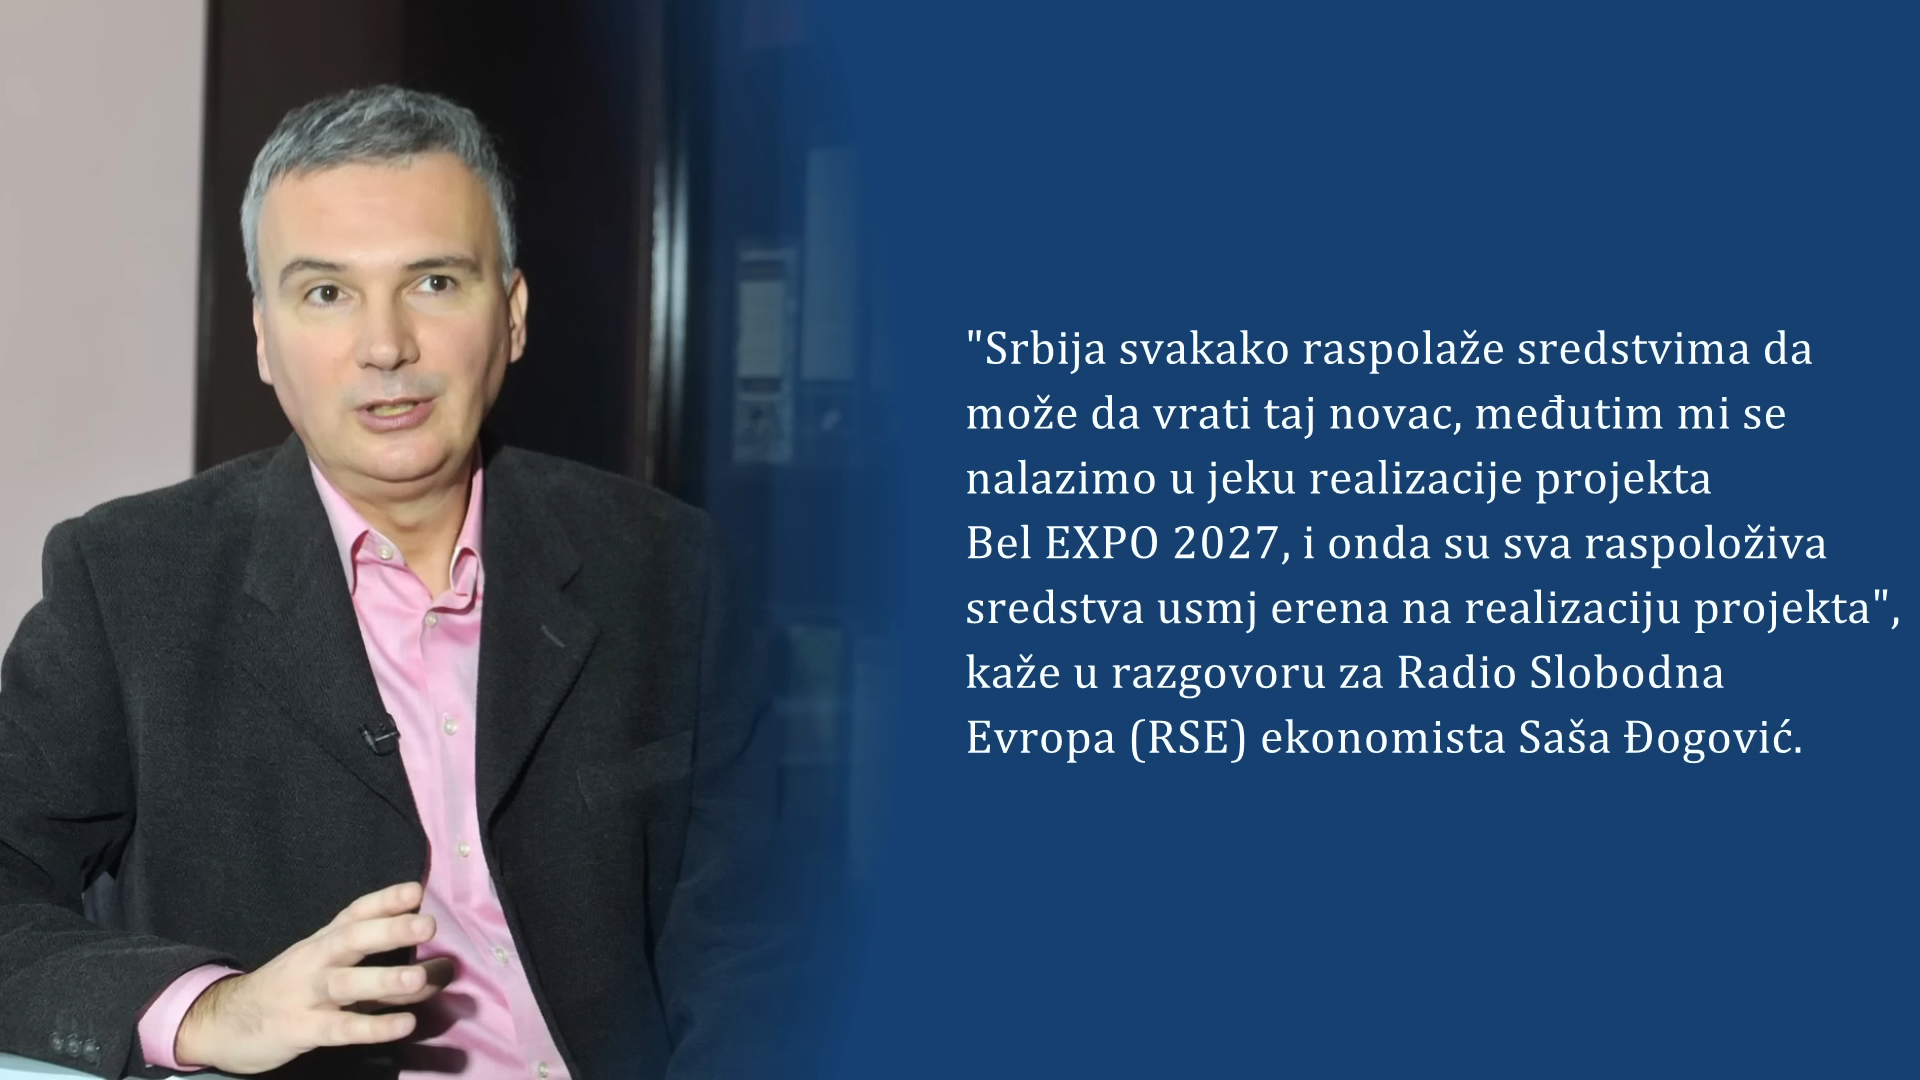 "Srbija svakako raspolaže sredstvima da
može da vrati taj novac, međutim mi se
nalazimo u jeku realizacije projekta
Bel EXPO 2027, i onda su sva raspoloživa
sredstva usmj erena na realizaciju projekta",
kaže u razgovoru za Radio Slobodna
Evropa (RSE) ekonomista Saša Đogović.